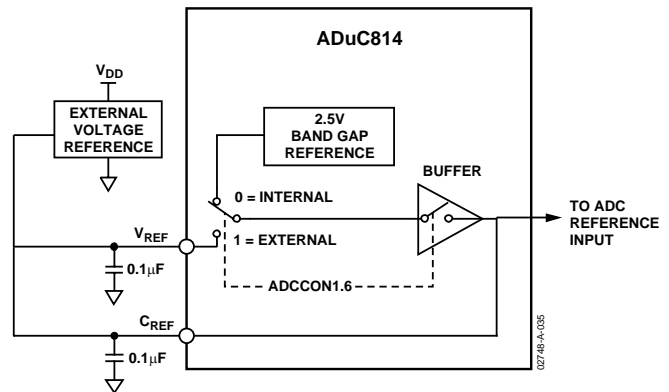 ADuC814
VDD
EXTERNAL
VOLTAGE
REFERENCE
2.5V
BAND GAP
REFERENCE
BUFFER
0 = INTERNAL
TO ADC
REFERENCE
INPUT
VREF
1 = EXTERNAL
0.1µF
ADCCON1.6
CREF
0.1µF
02748-A-035